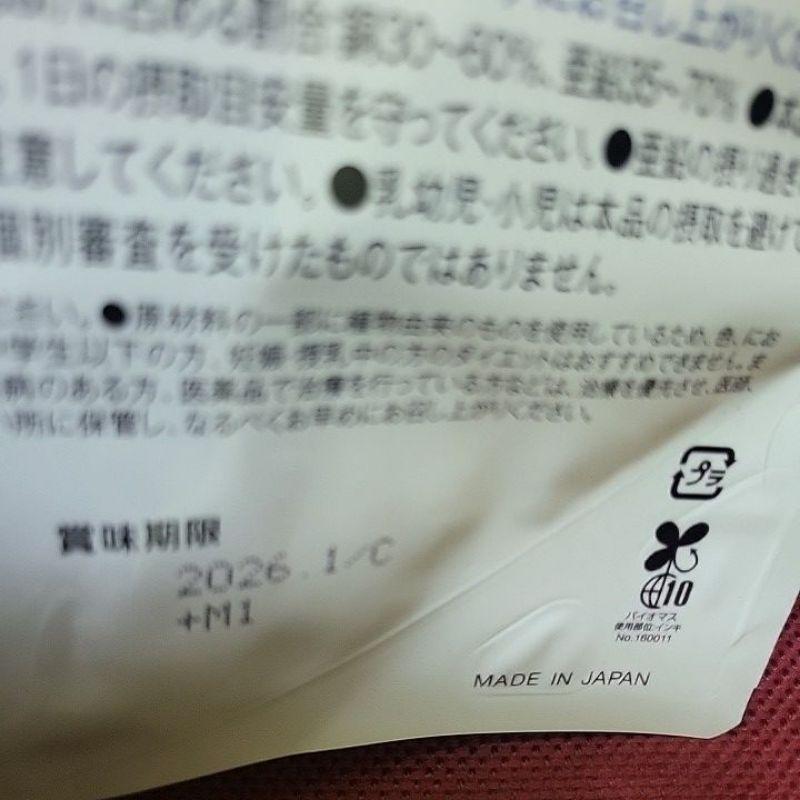 に占める割合 銅30〜60%、亜鉛35〜70% ●本
1日の摂取目安量を守ってください。 ●亜鉛の摂り過ぎ
意してください。 ●乳幼児・小児は本品の摂取を避けて
個別審査を受けたものではありません。
ださい。●原材料の一部に植物由来のものを使用しているため、色、にお
学生以下の方、妊娠・授乳中の方のダイエットはおすすめできません。ま
病のある方、医薬品で治療を行っている方などは、治療を優先させ、医師、
い所に保管し、なるべくお早めにお召し上がりください。
プラ
賞味期限
2026.1/C
+M1
10
バイオマス
使用部位:インキ
No.160011
MADE IN JAPAN